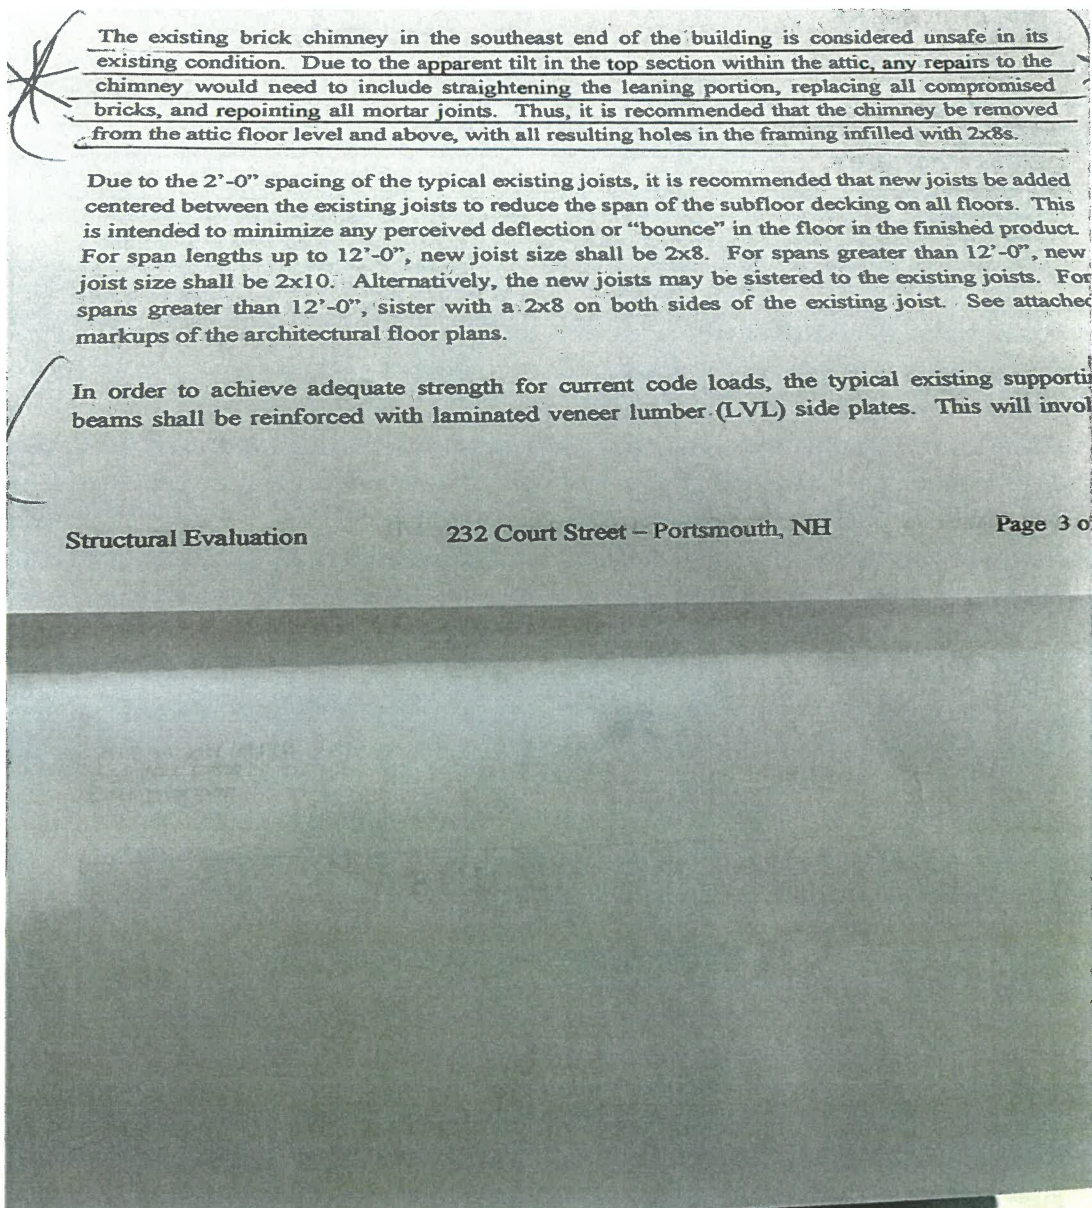 The existing brick chimney in the southeast end of the building is considered unsafe in its
existing condition. Due to the apparent tilt in the top section within the attic, any repairs to the
chimney would need to include straightening the leaning portion, replacing all compromised
bricks, and repointing all mortar joints. Thus, it is recommended that the chimney be removed
from the attic floor level and above, with all resulting holes in the framing infilled with 2x8s.
Due to the 2'-0" spacing of the typical existing joists, it is recommended that new joists be added
centered between the existing joists to reduce the span of the subfloor decking on all floors. This
is intended to minimize any perceived deflection or "bounce" in the floor in the finished product.
For span lengths up to 12'-0", new joist size shall be 2x8. For spans greater than 12'-0", new
joist size shall be 2x10. Alternatively, the new joists may be sistered to the existing joists. For
spans greater than 12'-0", sister with a 2x8 on both sides of the existing joist. See attached
markups of the architectural floor plans.
In order to achieve adequate strength for current code loads, the typical existing supporti
beams shall be reinforced with laminated veneer lumber (LVL) side plates. This will invol
Structural Evaluation 232 Court Street – Portsmouth, NH Page 3 o